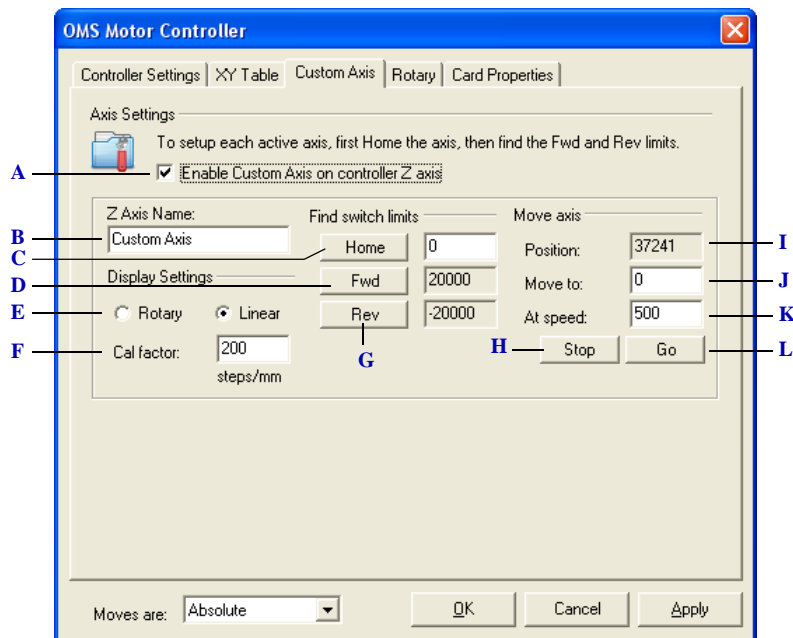 OMS Motor Controller
Controller Settings XY Table Custom Axis Rotary Card Properties
Axis Settings
To setup each active axis, first Home the axis, then find the Fwd and Rev limits.
A Enable Custom Axis on controller Z axis
Z Axis Name: Find switch limits Move axis
B Custom Axis
C Home 0 Position: 37241 I
Display Settings
D Fwd 20000 Move to: 0 J
E Rotary Linear Rev -20000 At speed: 500 K
F Cal factor: 200 G H Stop Go L
steps/mm
Moves are: Absolute OK Cancel Apply